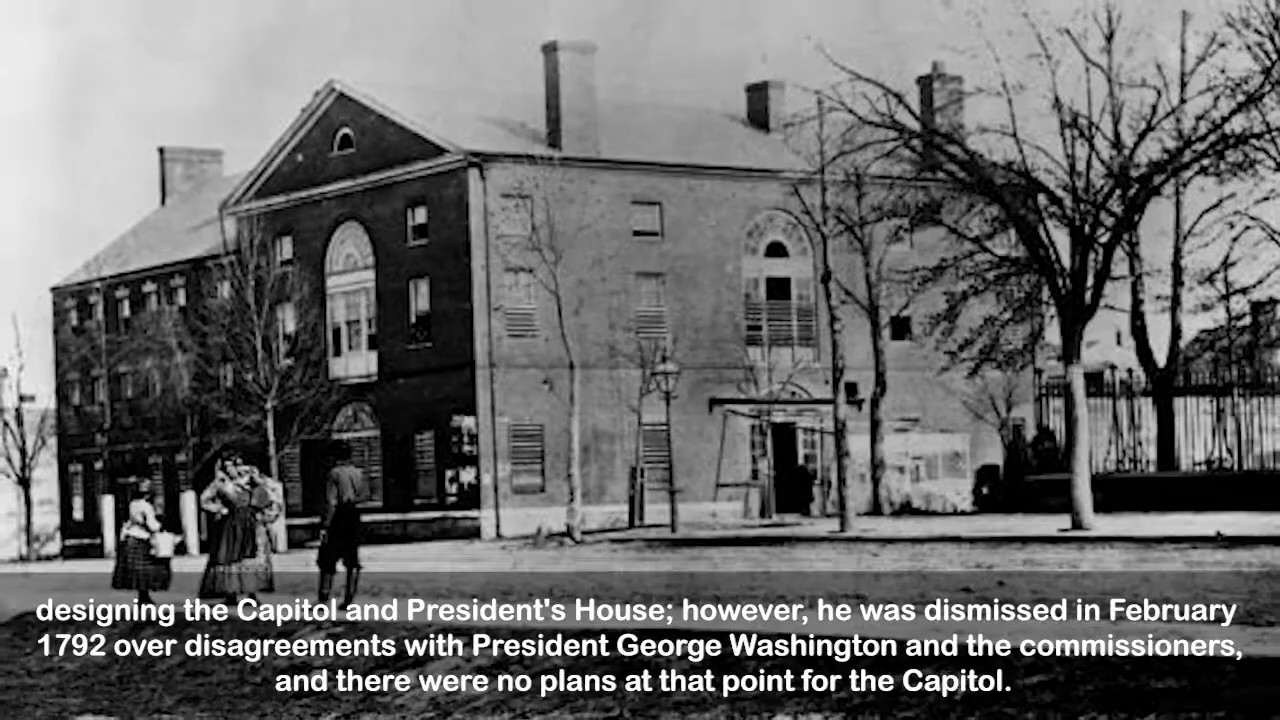 designing the Capitol and President's House; however, he was dismissed in February
1792 over disagreements with President George Washington and the commissioners,
and there were no plans at that point for the Capitol.